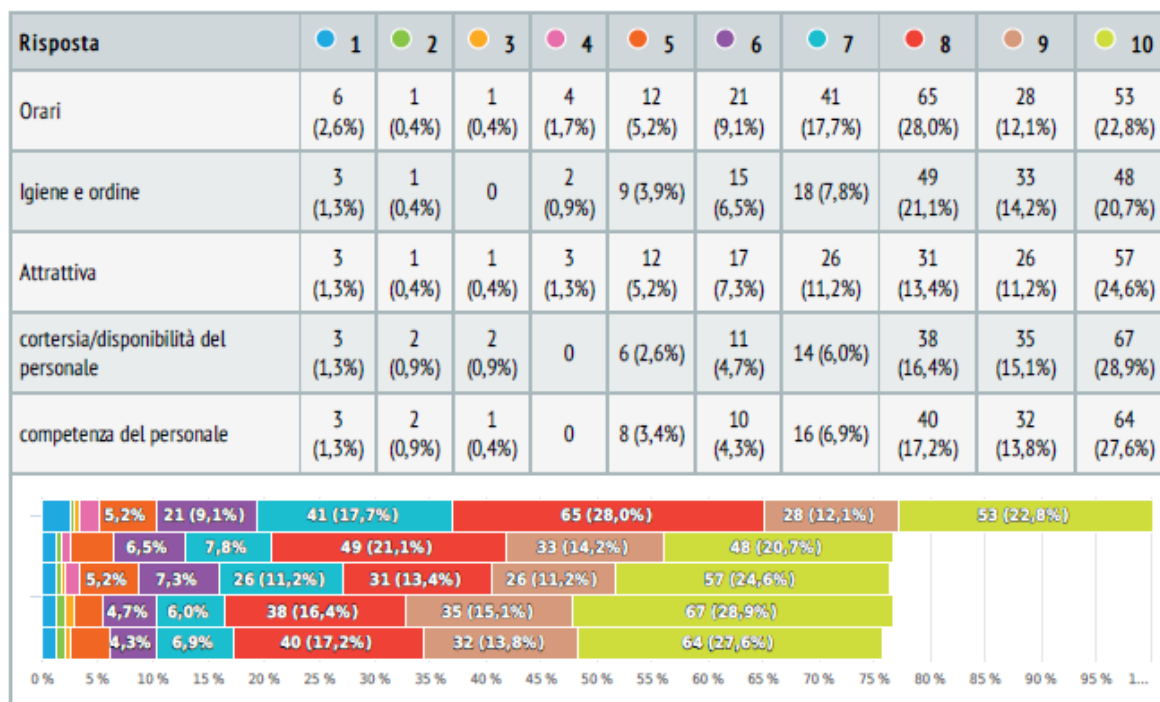 Risposta 1 2 3 4 5 6 7 8 9 10
Orari 6 (2,6%) 1 (0,4%) 1 (0,4%) 4 (1,7%) 12 (5,2%) 21 (9,1%) 41 (17,7%) 65 (28,0%) 28 (12,1%) 53 (22,8%)
Igiene e ordine 3 (1,3%) 1 (0,4%) 0 2 (0,9%) 9 (3,9%) 15 (6,5%) 18 (7,8%) 49 (21,1%) 33 (14,2%) 48 (20,7%)
Attrattiva 3 (1,3%) 1 (0,4%) 1 (0,4%) 3 (1,3%) 12 (5,2%) 17 (7,3%) 26 (11,2%) 31 (13,4%) 26 (11,2%) 57 (24,6%)
cortersia/disponibilità del
personale 3 (1,3%) 2 (0,9%) 2 (0,9%) 0 6 (2,6%) 11 (4,7%) 14 (6,0%) 38 (16,4%) 35 (15,1%) 67 (28,9%)
competenza del personale 3 (1,3%) 2 (0,9%) 1 (0,4%) 0 8 (3,4%) 10 (4,3%) 16 (6,9%) 40 (17,2%) 32 (13,8%) 64 (27,6%)
5,2% 21 (9,1%) 41 (17,7%) 65 (28,0%) 28 (12,1%) 53 (22,8%)
6,5% 7,8% 49 (21,1%) 33 (14,2%) 48 (20,7%)
5,2% 7,3% 26 (11,2%) 31 (13,4%) 26 (11,2%) 57 (24,6%)
4,7% 6,0% 38 (16,4%) 35 (15,1%) 67 (28,9%)
4,3% 6,9% 40 (17,2%) 32 (13,8%) 64 (27,6%)
0 % 5 % 10 % 15 % 20 % 25 % 30 % 35 % 40 % 45 % 50 % 55 % 60 % 65 % 70 % 75 % 80 % 85 % 90 % 95 % 1...